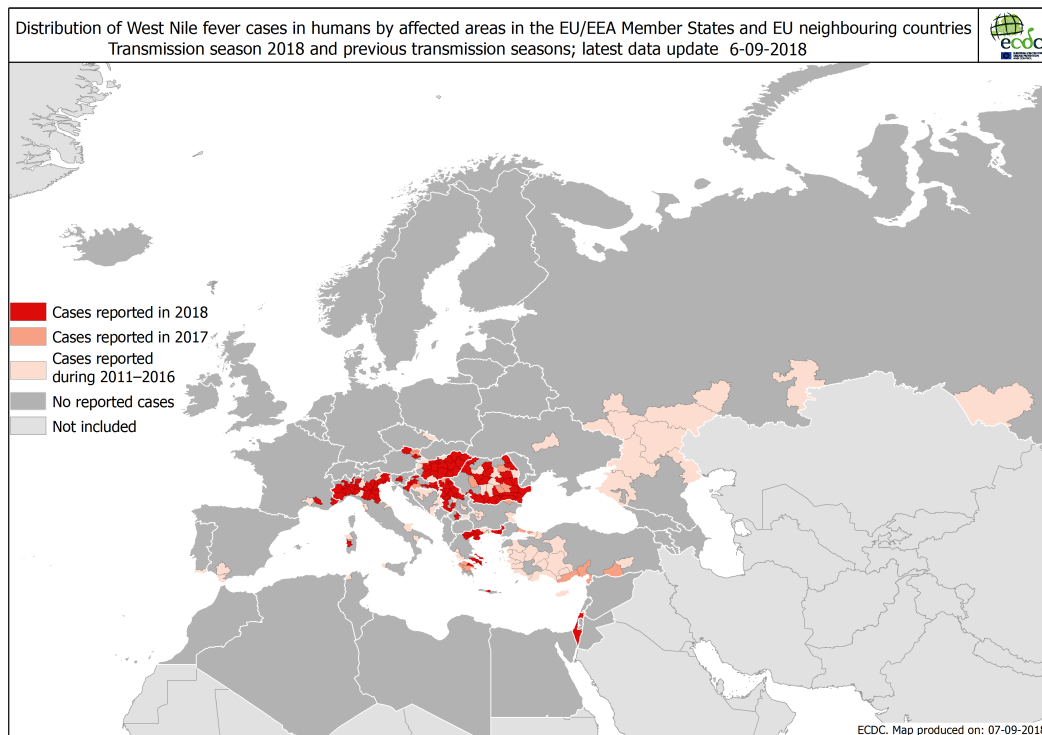 Distribution of West Nile fever cases in humans by affected areas in the EU/EEA Member States and EU neighbouring countries
Transmission season 2018 and previous transmission seasons; latest data update 6-09-2018
ecdc
Cases reported in 2018
Cases reported in 2017
Cases reported
during 2011–2016
No reported cases
Not included
ECDC. Map produced on: 07-09-2018